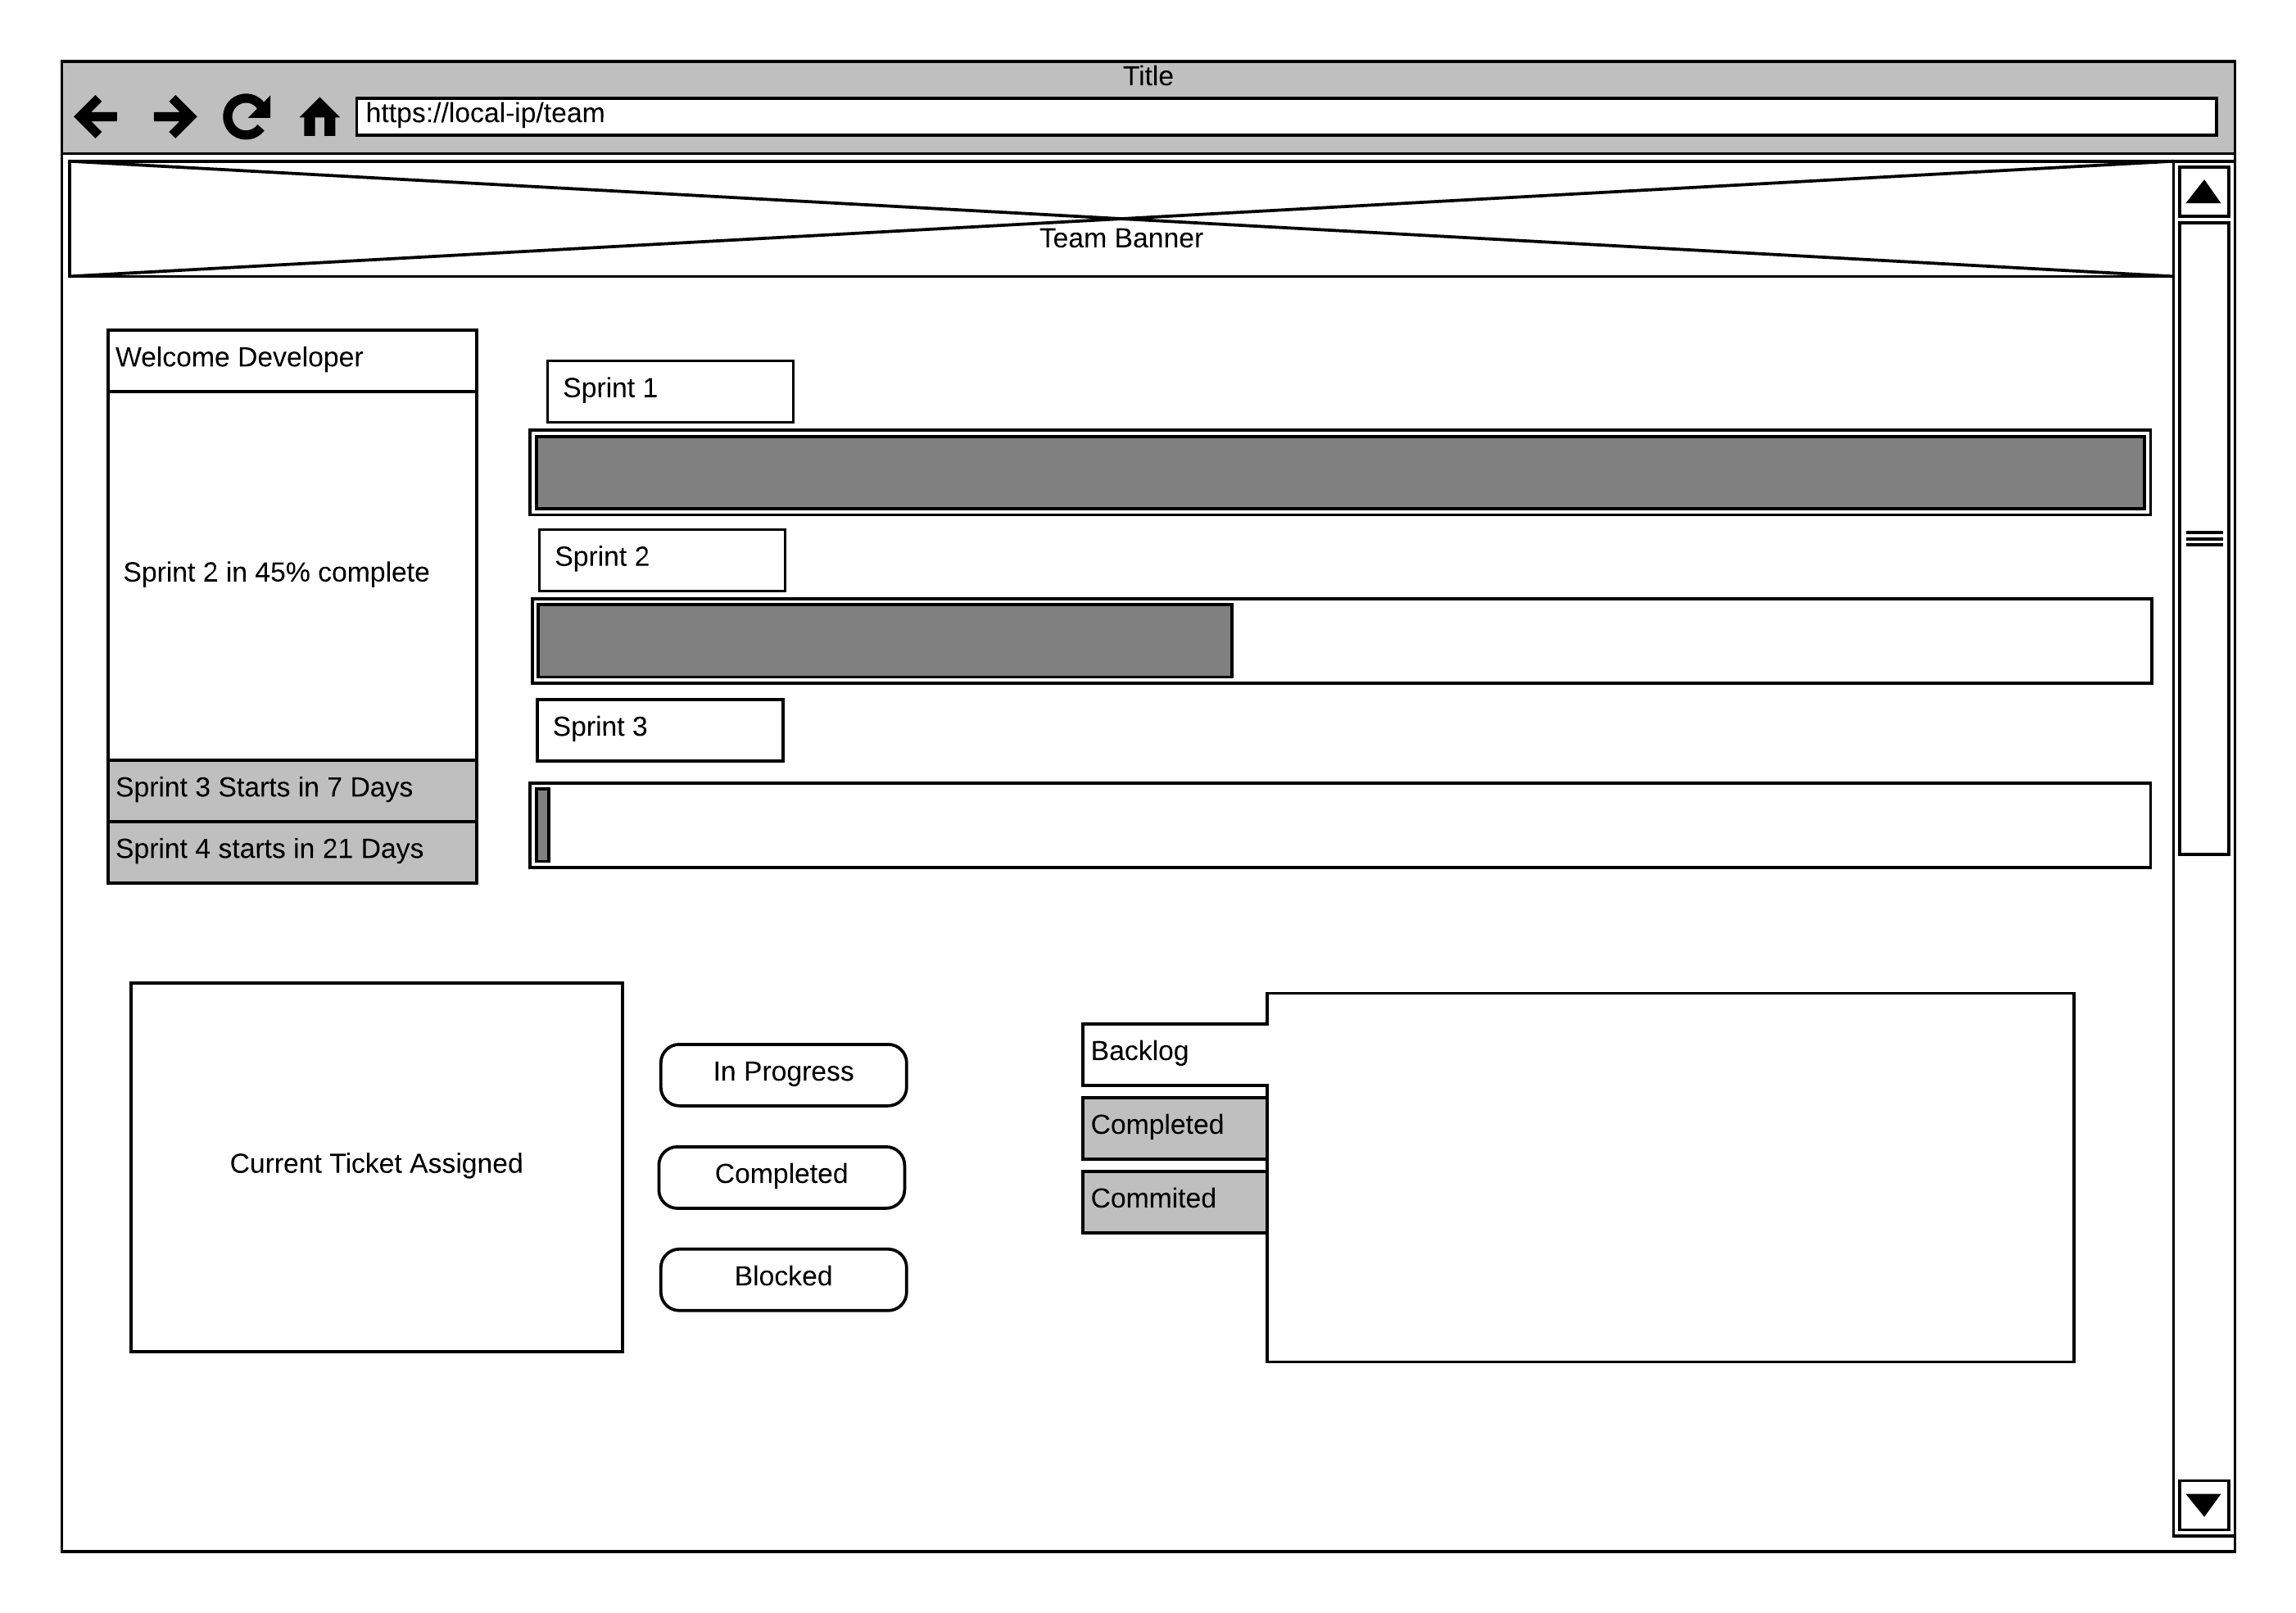 Title
https://local-ip/team
Team Banner
Welcome Developer
Sprint 2 in 45% complete
Sprint 3 Starts in 7 Days
Sprint 4 starts in 21 Days
Sprint 1
Sprint 2
Sprint 3
Current Ticket Assigned
In Progress
Completed
Blocked
Backlog
Completed
Commited